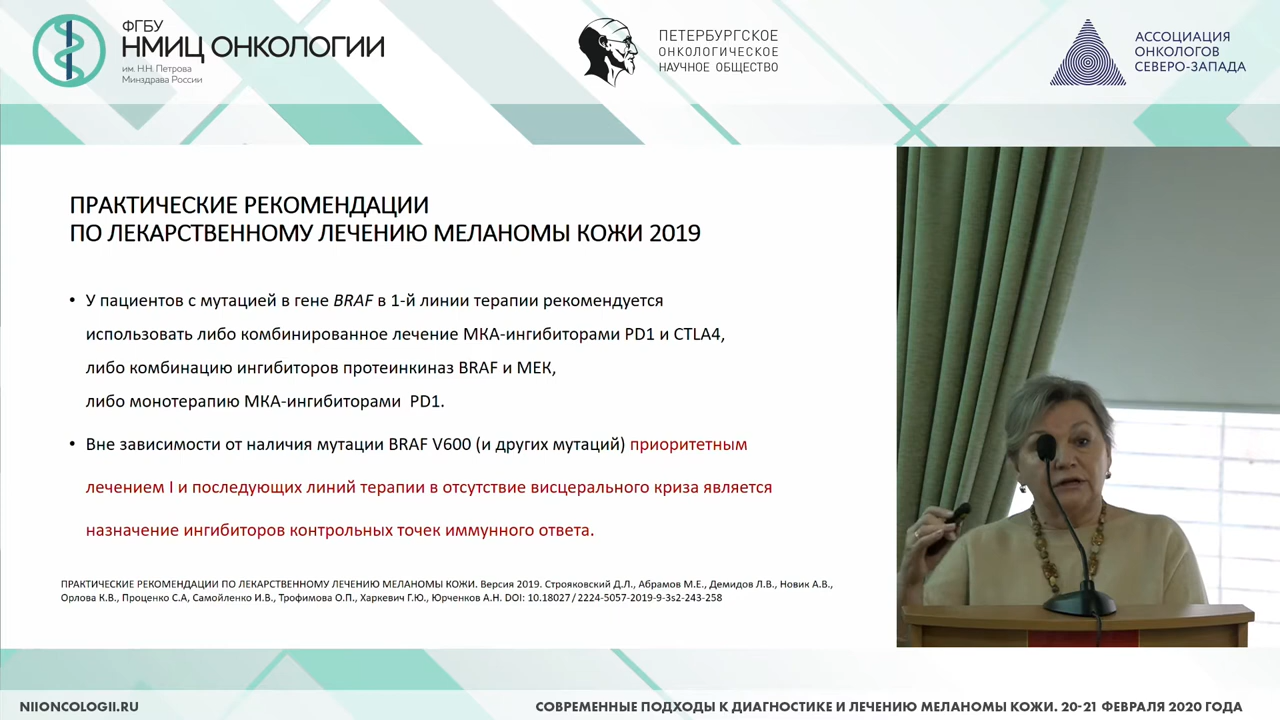 ФГБУ
НМИЦ ОНКОЛОГИИ
им. Н.Н. Петрова
Минздрава России
ПЕТЕРБУРГСКОЕ
ОНКОЛОГИЧЕСКОЕ
НАУЧНОЕ ОБЩЕСТВО
АССОЦИАЦИЯ
ОНКОЛОГОВ
СЕВЕРО-ЗАПАДА
ПРАКТИЧЕСКИЕ РЕКОМЕНДАЦИИ
ПО ЛЕКАРСТВЕННОМУ ЛЕЧЕНИЮ МЕЛАНОМЫ КОЖИ 2019
• У пациентов с мутацией в гене BRAF в 1-й линии терапии рекомендуется
использовать либо комбинированное лечение МКА-ингибиторами PD1 и CTLA4,
либо комбинацию ингибиторов протеинкиназ BRAF и МЕК,
либо монотерапию МКА-ингибиторами PD1.
• Вне зависимости от наличия мутации BRAF V600 (и других мутаций) приоритетным
лечением I и последующих линий терапии в отсутствие висцерального криза является
назначение ингибиторов контрольных точек иммунного ответа.
ПРАКТИЧЕСКИЕ РЕКОМЕНДАЦИИ ПО ЛЕКАРСТВЕННОМУ ЛЕЧЕНИЮ МЕЛАНОМЫ КОЖИ. Версия 2019. Строяковский Д.Л., Абрамов М.Е., Демидов Л.В., Новик А.В.,
Орлова К.В., Проценко С.А, Самойленко И.В., Трофимова О.П., Харкевич Г.Ю., Юрченков А.Н. DOI: 10.18027 / 2224-5057-2019-9-3s2-243-258
NIIONCOLOGII.RU
СОВРЕМЕННЫЕ ПОДХОДЫ К ДИАГНОСТИКЕ И ЛЕЧЕНИЮ МЕЛАНОМЫ КОЖИ. 20-21 ФЕВРАЛЯ 2020 ГОДА